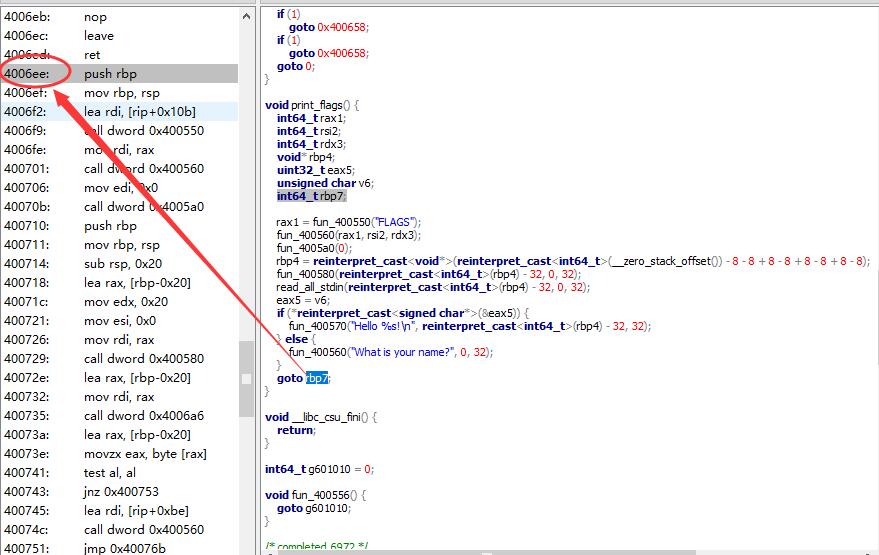 4006eb: nop
4006ec: leave
4006ed: ret
4006ee: push rbp
4006ef: mov rbp, rsp
4006f2: lea rdi, [rip+0x10b]
4006f9: call dword 0x400550
4006fe: mov rdi, rax
400701: call dword 0x400560
400706: mov edi, 0x0
40070b: call dword 0x4005a0
400710: push rbp
400711: mov rbp, rsp
400714: sub rsp, 0x20
400718: lea rax, [rbp-0x20]
40071c: mov edx, 0x20
400721: mov esi, 0x0
400726: mov rdi, rax
400729: call dword 0x400580
40072e: lea rax, [rbp-0x20]
400732: mov rdi, rax
400735: call dword 0x4006a6
40073a: lea rax, [rbp-0x20]
40073e: movzx eax, byte [rax]
400741: test al, al
400743: jnz 0x400753
400745: lea rdi, [rip+0xbe]
40074c: call dword 0x400560
400751: jmp 0x40076b
if (1)
goto 0x400658;
if (1)
goto 0x400658;
goto 0;
}
void print_flags() {
int64_t rax1;
int64_t rsi2;
int64_t rdx3;
void* rbp4;
uint32_t eax5;
unsigned char v6;
int64_t rbp7;
rax1 = fun_400550("FLAGS");
fun_400560(rax1, rsi2, rdx3);
fun_4005a0(0);
rbp4 = reinterpret_cast<void*>(reinterpret_cast<int64_t>(__zero_stack_offset()) - 8 - 8 + 8 - 8 + 8 - 8 + 8 - 8);
fun_400580(reinterpret_cast<int64_t>(rbp4) - 32, 0, 32);
read_all_stdin(reinterpret_cast<int64_t>(rbp4) - 32, 0, 32);
eax5 = v6;
if (*reinterpret_cast<signed char*>(&eax5)) {
fun_400570("Hello %s!\n", reinterpret_cast<int64_t>(rbp4) - 32, 32);
} else {
fun_400560("What is your name?", 0, 32);
}
goto rbp7;
}
void __libc_csu_fini() {
return;
}
int64_t g601010 = 0;
void fun_400556() {
goto g601010;
}
/* completed 6972 */